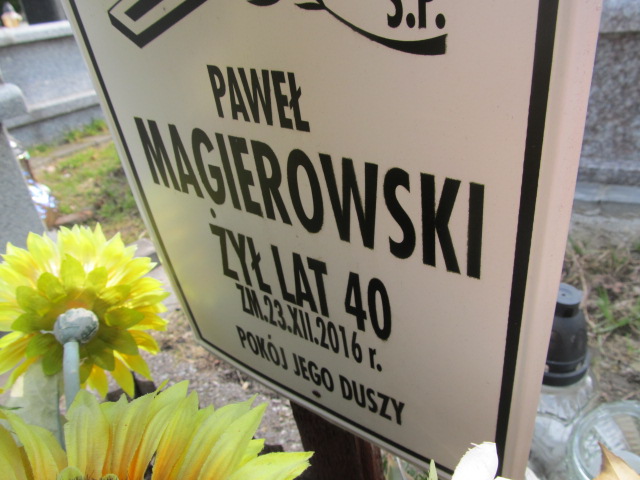 Ś.P.
PAWEŁ
MAGIEROWSKI
ŻYŁ LAT 40
ZM.23.XII.2016 r.
POKÓJ JEGO DUSZY